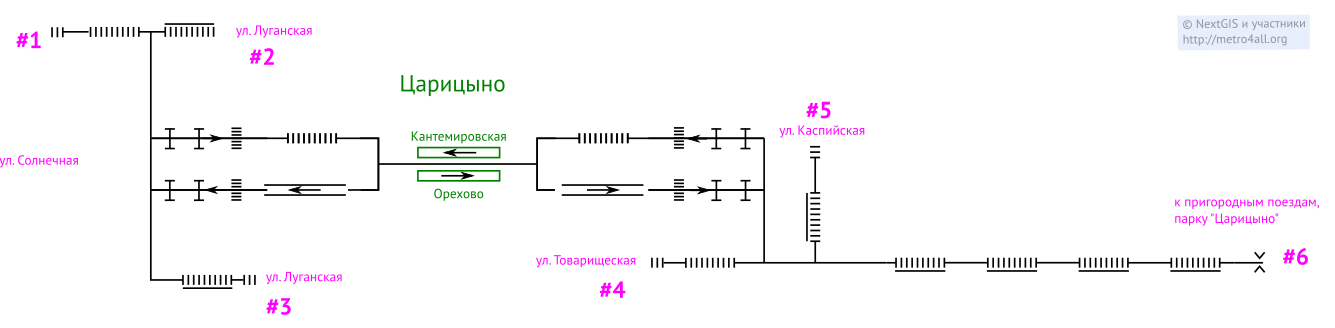 © NextGIS и участники
http://metro4all.org
#1
ул. Луганская
#2
Царицыно
#5
ул. Каспийская
Кантемировская
ул. Солнечная
Орехово
к пригородным поездам,
парку "Царицыно"
#6
ул. Товарищеская
#4
ул. Луганская
#3